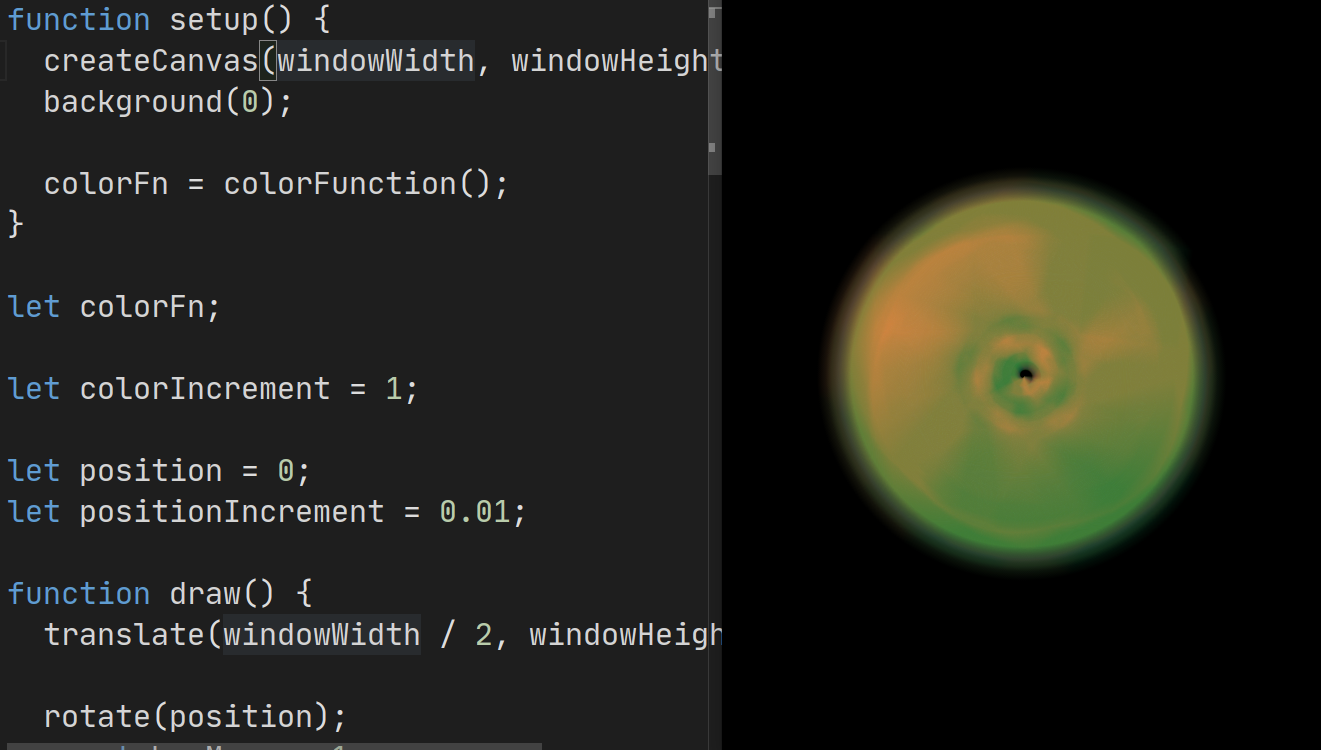 function setup() {
createCanvas(windowWidth, windowHeight
background(0);
colorFn = colorFunction();
}
let colorFn;
let colorIncrement = 1;
let position = 0;
let positionIncrement = 0.01;
function draw() {
translate(windowWidth / 2, windowHeigh
rotate(position);